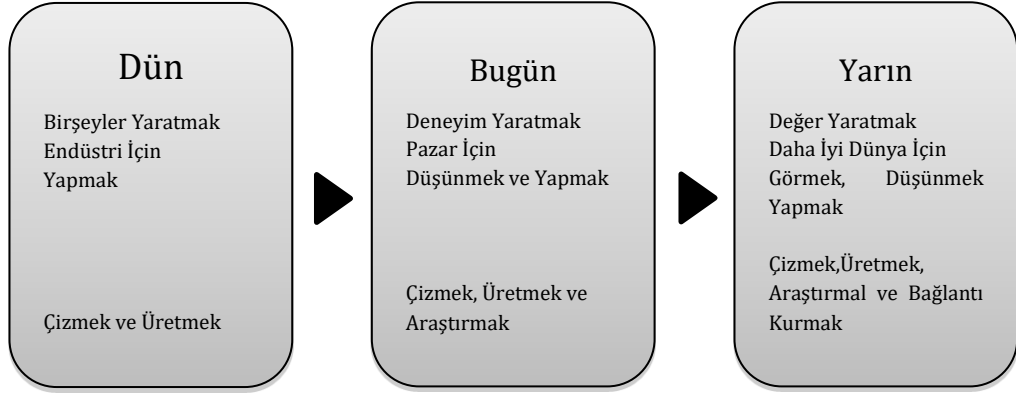 Dün
Birşeyler Yaratmak
Endüstri İçin
Yapmak
Çizmek ve Üretmek
Bugün
Deneyim Yaratmak
Pazar İçin
Düşünmek ve Yapmak
Çizmek, Üretmek ve
Araştırmak
Yarın
Değer Yaratmak
Daha İyi Dünya İçin
Görmek, Düşünmek
Yapmak
Çizmek,Üretmek,
Araştırmal ve Bağlantı
Kurmak